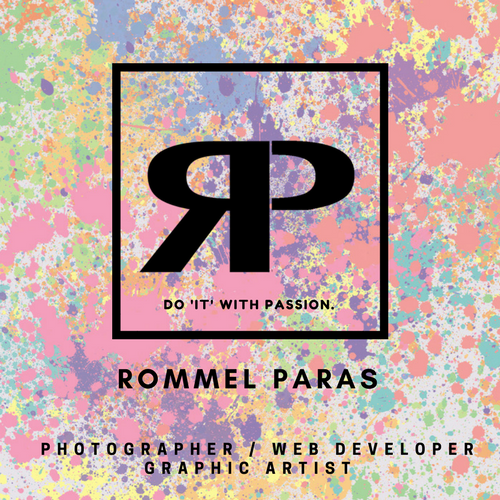 RP
DO 'IT' WITH PASSION.
ROMMEL PARAS
PHOTOGRAPHER / WEB DEVELOPER
GRAPHIC ARTIST